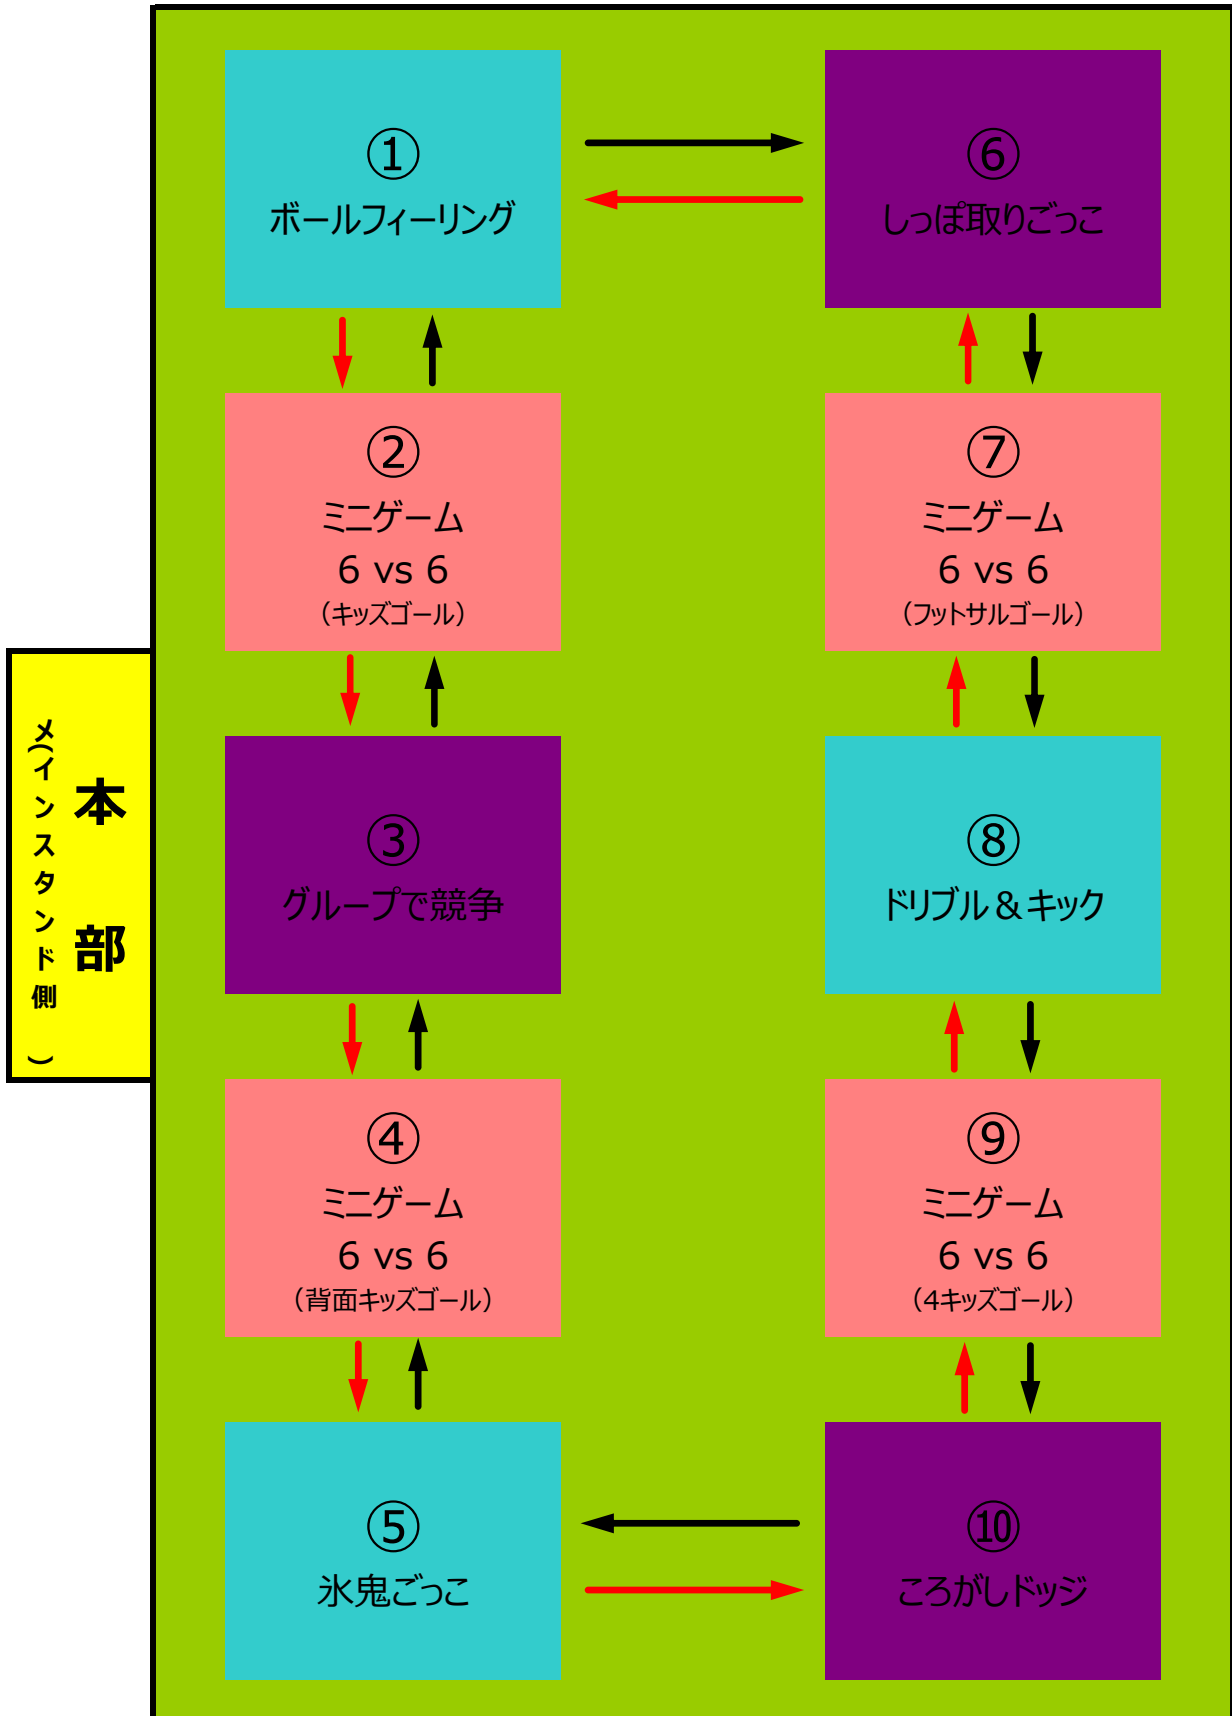 ①
ボールフィーリング
⑥
しっぽ取りごっこ
②
ミニゲーム
6 vs 6
(キッズゴール)
⑦
ミニゲーム
6 vs 6
(フットサルゴール)
本部
(メインスタンド側)
③
グループで競争
⑧
ドリブル＆キック
④
ミニゲーム
6 vs 6
(背面キッズゴール)
⑨
ミニゲーム
6 vs 6
(4キッズゴール)
⑤
氷鬼ごっこ
⑩
ころがしドッジ